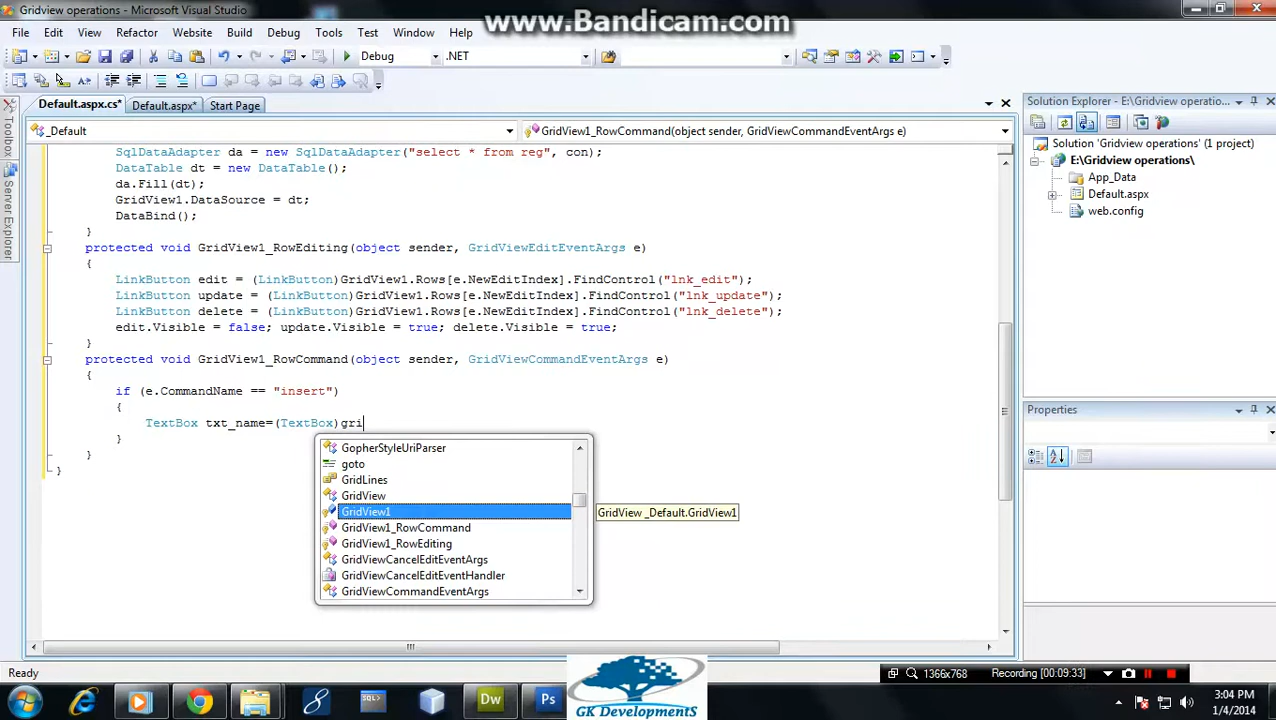 Gridview operations - Microsoft Visual Studio
www.Bandicam.com
File Edit View Refactor Website Build Debug Tools Test Window Help
Debug .NET
Default.aspx.cs* Default.aspx* Start Page
Solution Explorer - E:\Gridview operatio...
_Default GridView1_RowCommand(object sender, GridViewCommandEventArgs e)
Toolbox
Server Explorer
SqlDataAdapter da = new SqlDataAdapter("select * from reg", con);
DataTable dt = new DataTable();
da.Fill(dt);
GridView1.DataSource = dt;
DataBind();
}
protected void GridView1_RowEditing(object sender, GridViewEditEventArgs e)
{
LinkButton edit = (LinkButton)GridView1.Rows[e.NewEditIndex].FindControl("lnk_edit");
LinkButton update = (LinkButton)GridView1.Rows[e.NewEditIndex].FindControl("lnk_update");
LinkButton delete = (LinkButton)GridView1.Rows[e.NewEditIndex].FindControl("lnk_delete");
edit.Visible = false; update.Visible = true; delete.Visible = true;
}
protected void GridView1_RowCommand(object sender, GridViewCommandEventArgs e)
{
if (e.CommandName == "insert")
{
TextBox txt_name=(TextBox)gri
}
}
}
GopherStyleUriParser
goto
GridLines
GridView
GridView1
GridView1_RowCommand
GridView1_RowEditing
GridViewCancelEditEventArgs
GridViewCancelEditEventHandler
GridViewCommandEventArgs
GridView _Default.GridView1
Solution 'Gridview operations' (1 project)
E:\Gridview operations\
App_Data
Default.aspx
web.config
Properties
Ready
1366x768 Recording [00:09:33]
SQL>
Dw
Ps
GK DevelopmentS
3:04 PM
1/4/2014